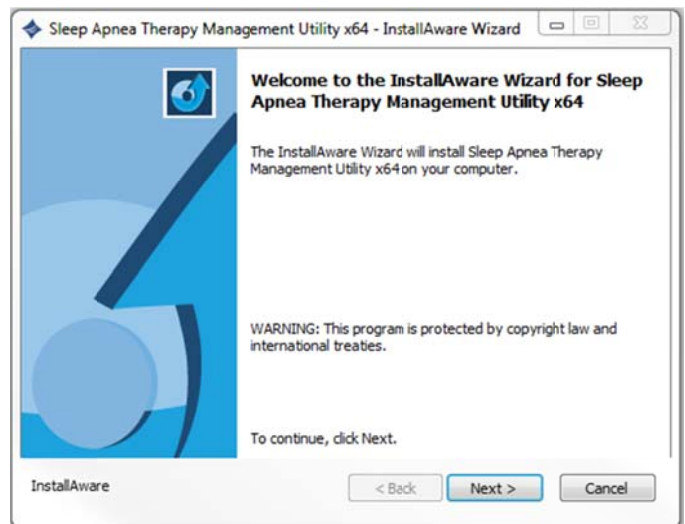 Sleep Apnea Therapy Management Utility x64 - InstallAware Wizard
Welcome to the InstallAware Wizard for Sleep
Apnea Therapy Management Utility x64
The InstallAware Wizard will install Sleep Apnea Therapy
Management Utility x64 on your computer.
WARNING: This program is protected by copyright law and
international treaties.
To continue, click Next.
InstallAware
< Back
Next >
Cancel